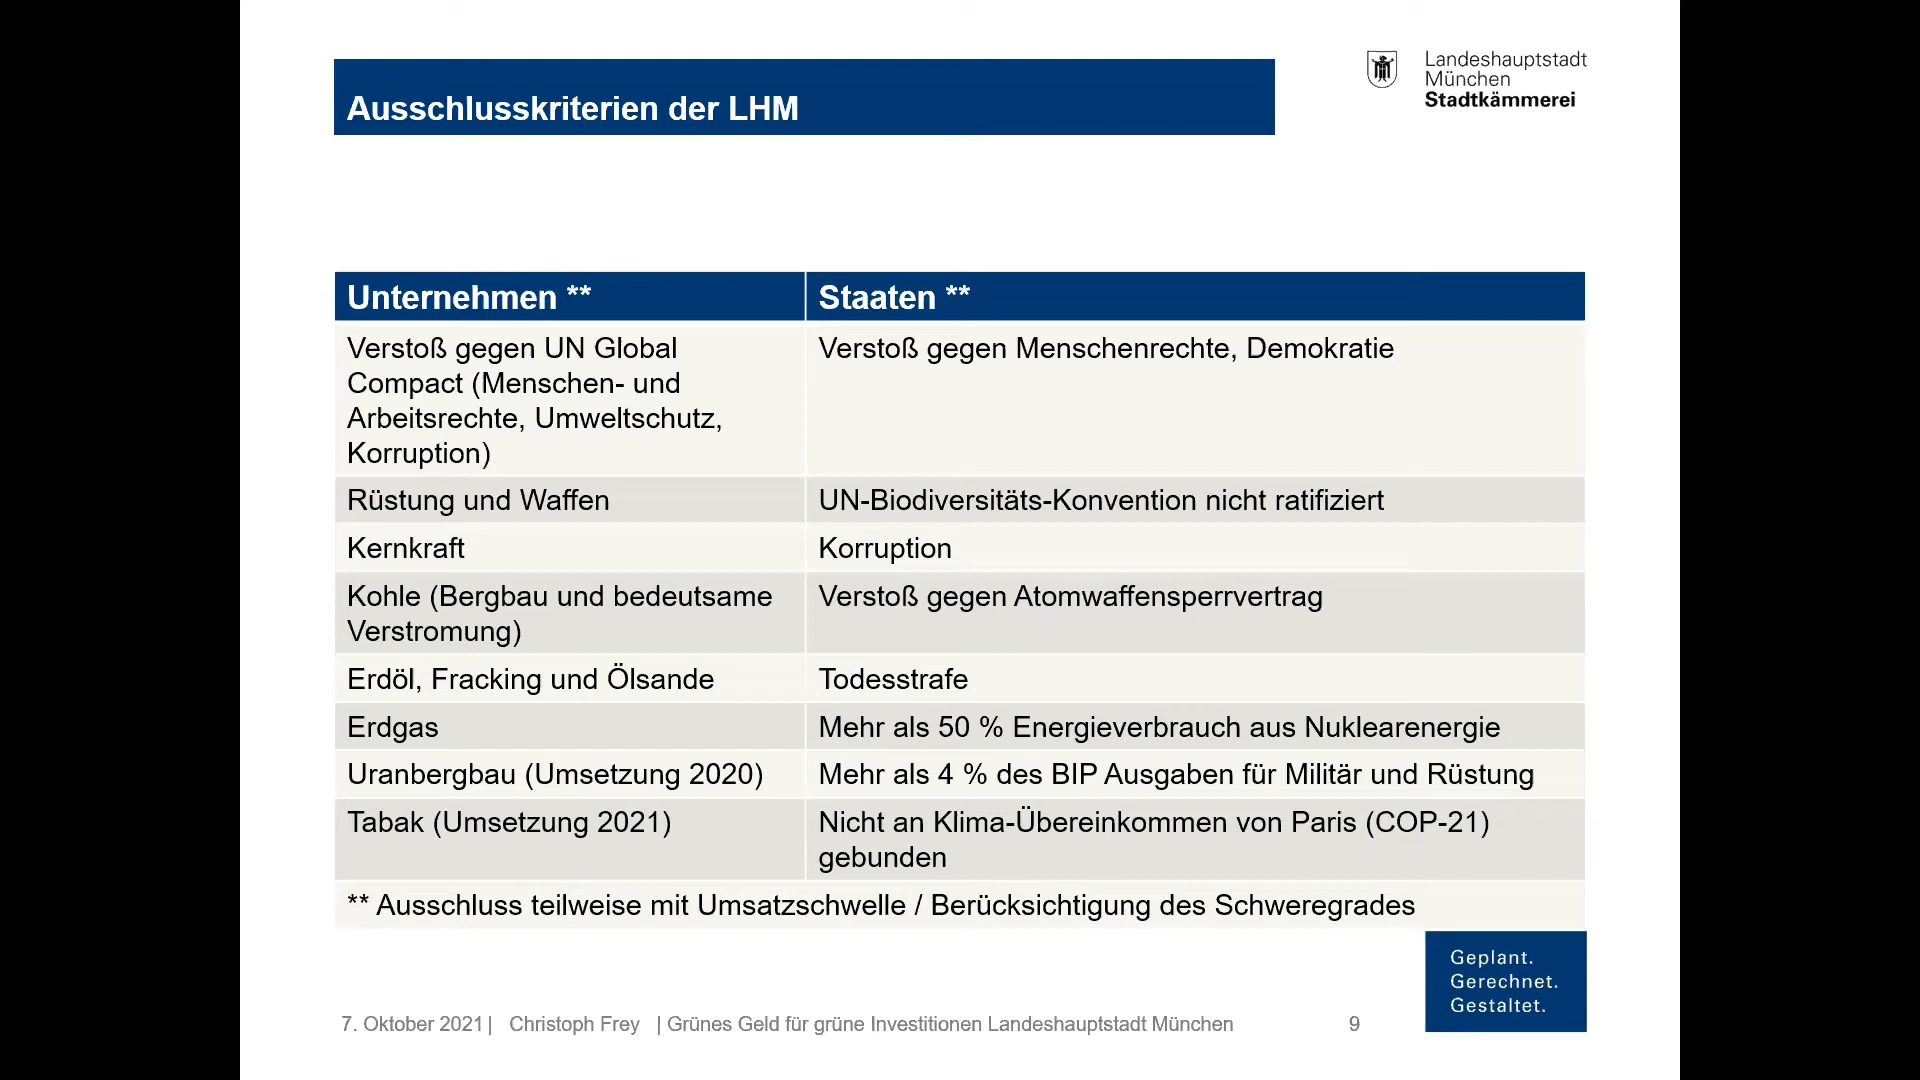 Ausschlusskriterien der LHM
Landeshauptstadt
München
Stadtkämmerei
Unternehmen **
Staaten **
Verstoß gegen UN Global
Compact (Menschen- und
Arbeitsrechte, Umweltschutz,
Korruption)
Verstoß gegen Menschenrechte, Demokratie
Rüstung und Waffen
UN-Biodiversitäts-Konvention nicht ratifiziert
Kernkraft
Korruption
Kohle (Bergbau und bedeutsame
Verstromung)
Verstoß gegen Atomwaffensperrvertrag
Erdöl, Fracking und Ölsande
Todesstrafe
Erdgas
Mehr als 50 % Energieverbrauch aus Nuklearenergie
Uranbergbau (Umsetzung 2020)
Mehr als 4 % des BIP Ausgaben für Militär und Rüstung
Tabak (Umsetzung 2021)
Nicht an Klima-Übereinkommen von Paris (COP-21)
gebunden
** Ausschluss teilweise mit Umsatzschwelle / Berücksichtigung des Schweregrades
Geplant.
Gerechnet.
Gestaltet.
7. Oktober 2021 | Christoph Frey | Grünes Geld für grüne Investitionen Landeshauptstadt München 9